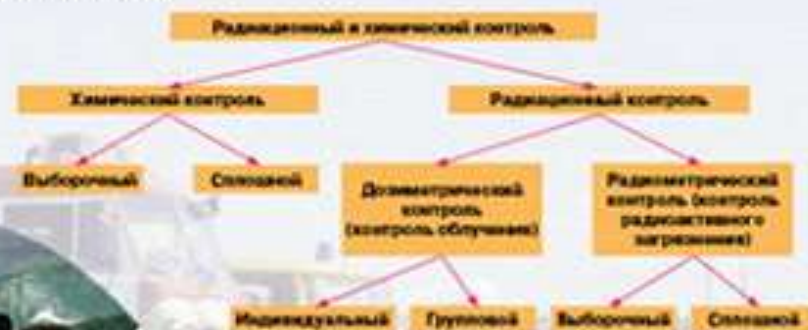 Радиационный и химический контроль
Химический контроль
Радиационный контроль
Выборочный
Сплошной
Дозиметрический
контроль
(контроль облучения)
Радиометрический
контроль (контроль
радиоактивного
загрязнения)
Индивидуальный
Групповой
Выборочный
Сплошной